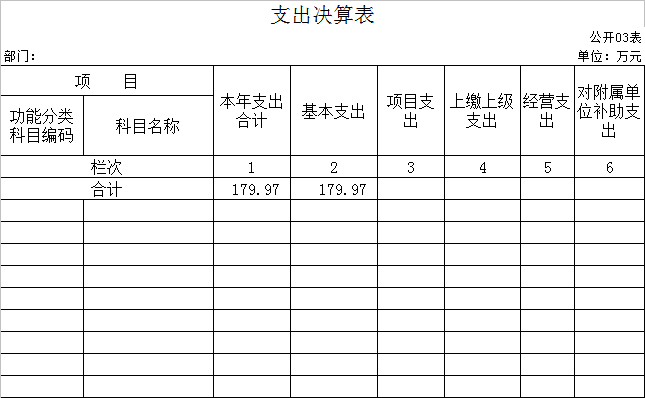 支出决算表
公开03表
部门：
单位：万元
项 目
本年支出
合计
基本支出
项目支
出
上缴上级
支出
经营支
出
对附属单
位补助支
出
功能分类
科目编码
科目名称
栏次 1 2 3 4 5 6
合计 179.97 179.97